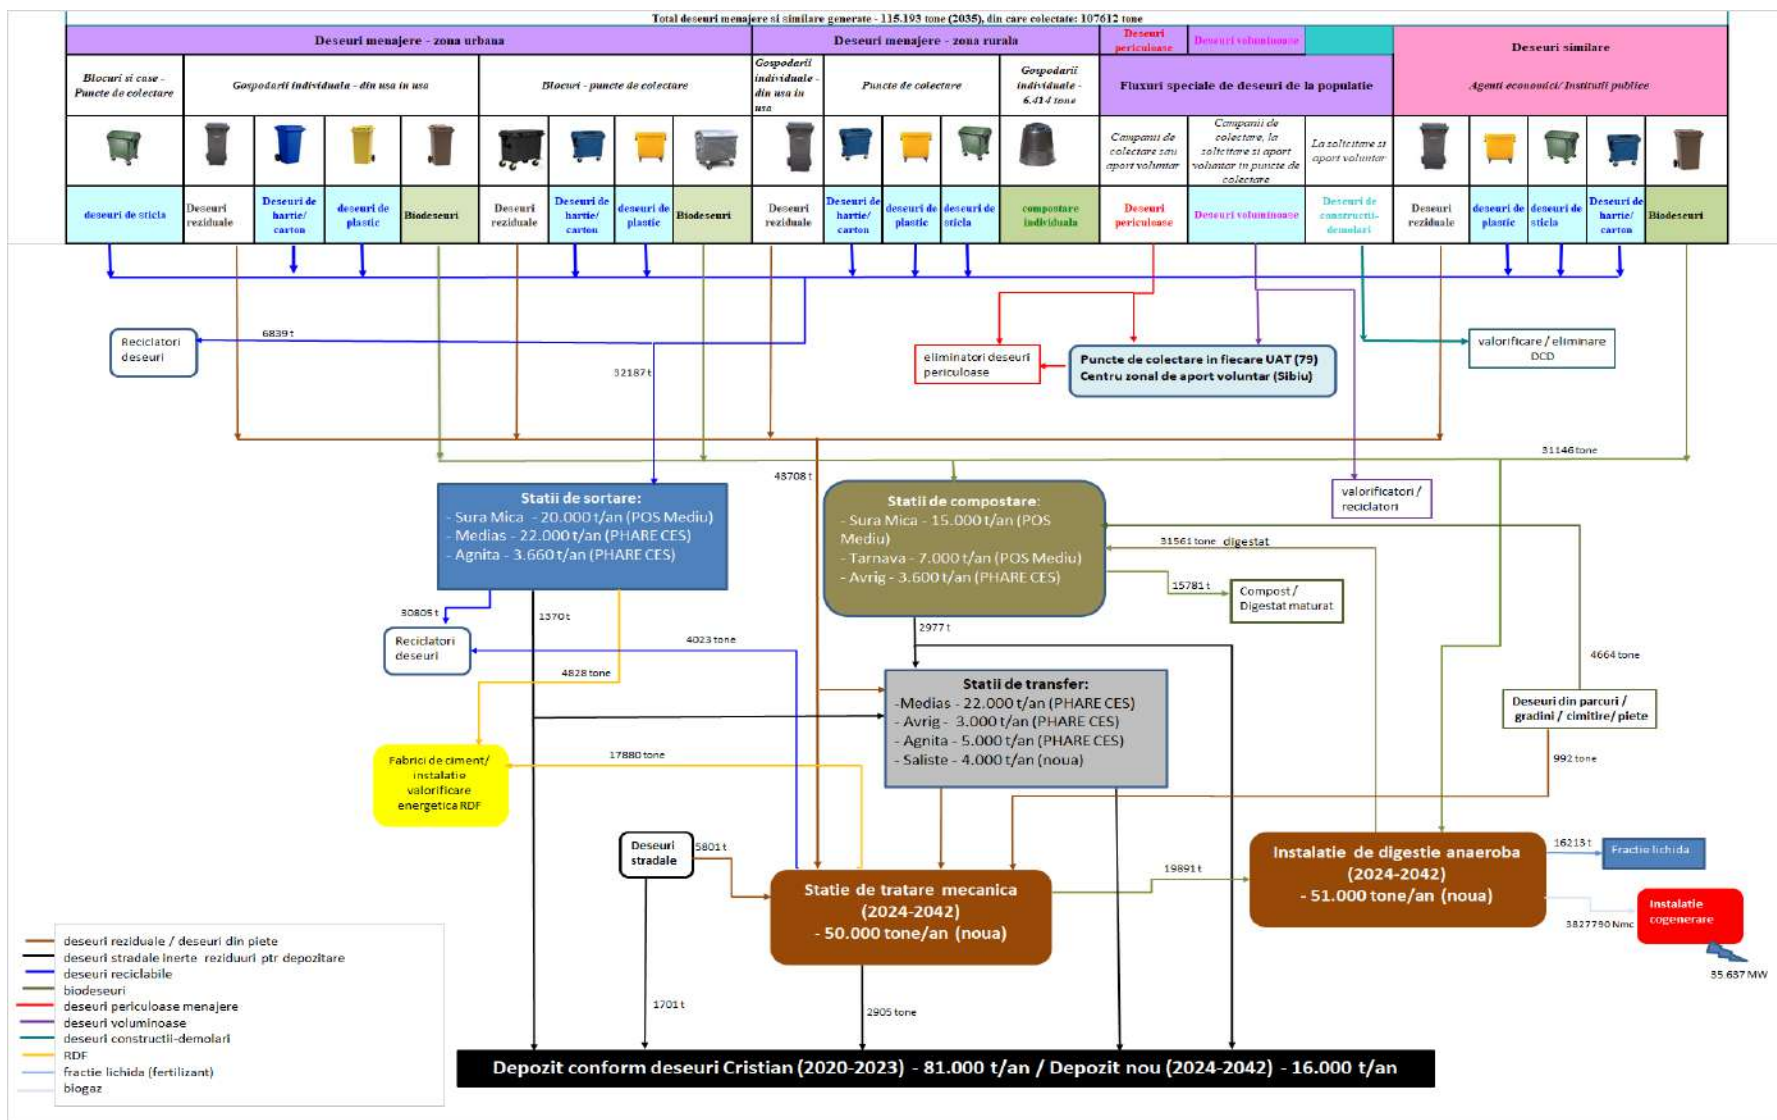 Total deseuri menajere si similare generate - 115.193 tone (2035), din care colectate: 107612 tone
Deseuri menajere - zona urbana
Deseuri menajere - zona rurala
Deseuri
periculoase
Deseuri voluminoase
Deseuri similare
Blocuri si case -
Puncte de colectare
Gospodarii individuala - din usa in usa
Blocuri - puncte de colectare
Gospodarii
individuale -
din usa in
usa
Puncte de colectare
Gospodarii
individuale -
6.414 tone
Fluxuri speciale de deseuri de la populatie
Agenti economici/ Institutii publice
Campanii de
colectare sau
aport voluntar
Campanii de
colectare, la
solicitare si aport
voluntar in puncte de
colectare
La solicitare si
aport voluntar
deseuri de sticla
Deseuri
reziduale
Deseuri de
hartie/
carton
deseuri de
plastic
Biodeseuri
Deseuri
reziduale
Deseuri de
hartie/
carton
deseuri de
plastic
Biodeseuri
Deseuri
reziduale
Deseuri de
hartie/
carton
deseuri de
plastic
deseuri de
sticla
compostare
individuala
Deseuri
periculoase
Deseuri voluminoase
Deseuri de
constructii-
demolari
Deseuri
reziduale
deseuri de
plastic
deseuri de
sticla
Deseuri de
hartie/
carton
Biodeseuri
Reciclatori
deseuri
6839 t
32187 t
eliminatori deseuri
periculoase
Puncte de colectare in fiecare UAT (79)
Centru zonal de aport voluntar (Sibiu)
valorificare / eliminare
DCD
31146 tone
48708 t
Statii de sortare:
- Sura Mica - 20.000 t/an (POS Mediu)
- Medias - 22.000 t/an (PHARE CES)
- Agnita - 3.660 t/an (PHARE CES)
Statii de compostare:
- Sura Mica - 15.000 t/an (POS
Mediu)
- Tarnava - 7.000 t/an (POS Mediu)
- Avrig - 3.600 t/an (PHARE CES)
valorificatori /
reciclatori
31561 tone digestat
15781 t
Compost /
Digestat maturat
30805 t
1370 t
Reciclatori
deseuri
4023 tone
2977 t
4828 tone
4664 tone
Statii de transfer:
-Medias - 22.000 t/an (PHARE CES)
- Avrig - 3.000 t/an (PHARE CES)
- Agnita - 5.000 t/an (PHARE CES)
- Saliste - 4.000 t/an (noua)
Deseuri din parcuri /
gradini / cimitire/ piete
Fabrici de ciment/
instalatie
valorificare
energetica RDF
17880 tone
992 tone
Deseuri
stradale
5801 t
Statie de tratare mecanica
(2024-2042)
- 50.000 tone/an (noua)
19891 t
Instalatie de digestie anaeroba
(2024-2042)
- 51.000 tone/an (noua)
16213 t
Fractie lichida
3827790 Nmc
Instalatie
cogenerare
35.637 MW
1701 t
2905 tone
deseuri reziduale / deseuri din piete
deseuri stradale inerte reziduuri ptr depozitare
deseuri reciclabile
biodeseuri
deseuri periculoase menajere
deseuri voluminoase
deseuri constructii-demolari
RDF
fractie lichida (fertilizant)
biogaz
Depozit conform deseuri Cristian (2020-2023) - 81.000 t/an / Depozit nou (2024-2042) - 16.000 t/an